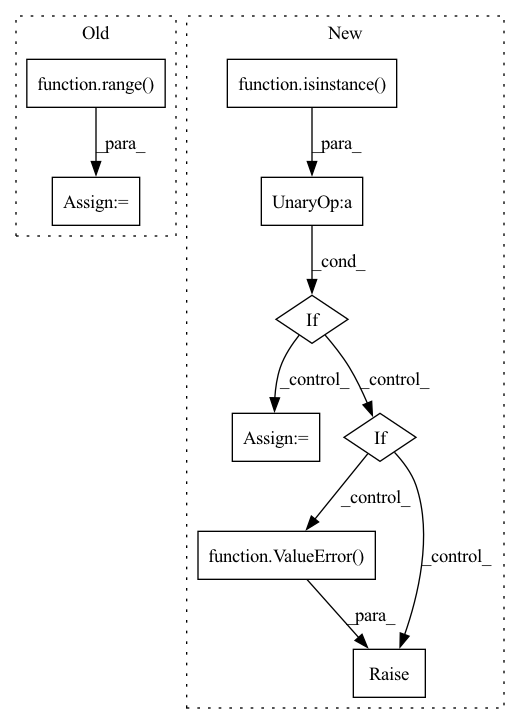 Old
New
function.range()
function.isinstance()
_para_
_para_
Assign:=
UnaryOp:a
_cond_
If
_control_
_control_
Assign:=
If
_control_
function.ValueError()
_control_
_para_
Raise